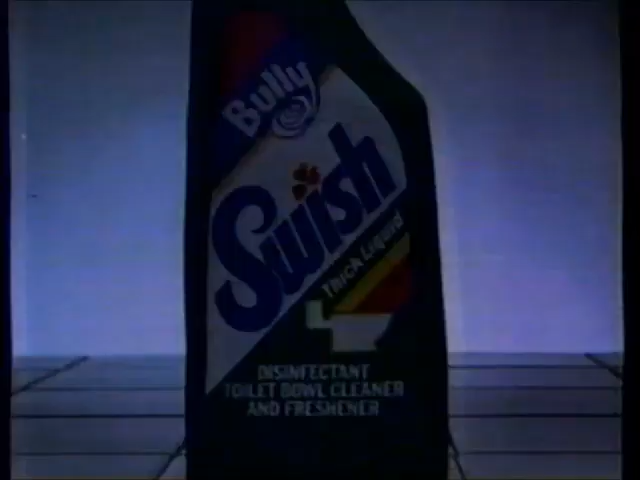 Bully
Swish
Thick Liquid
DISINFECTANT
TOILET BOWL CLEANER
AND FRESHENER